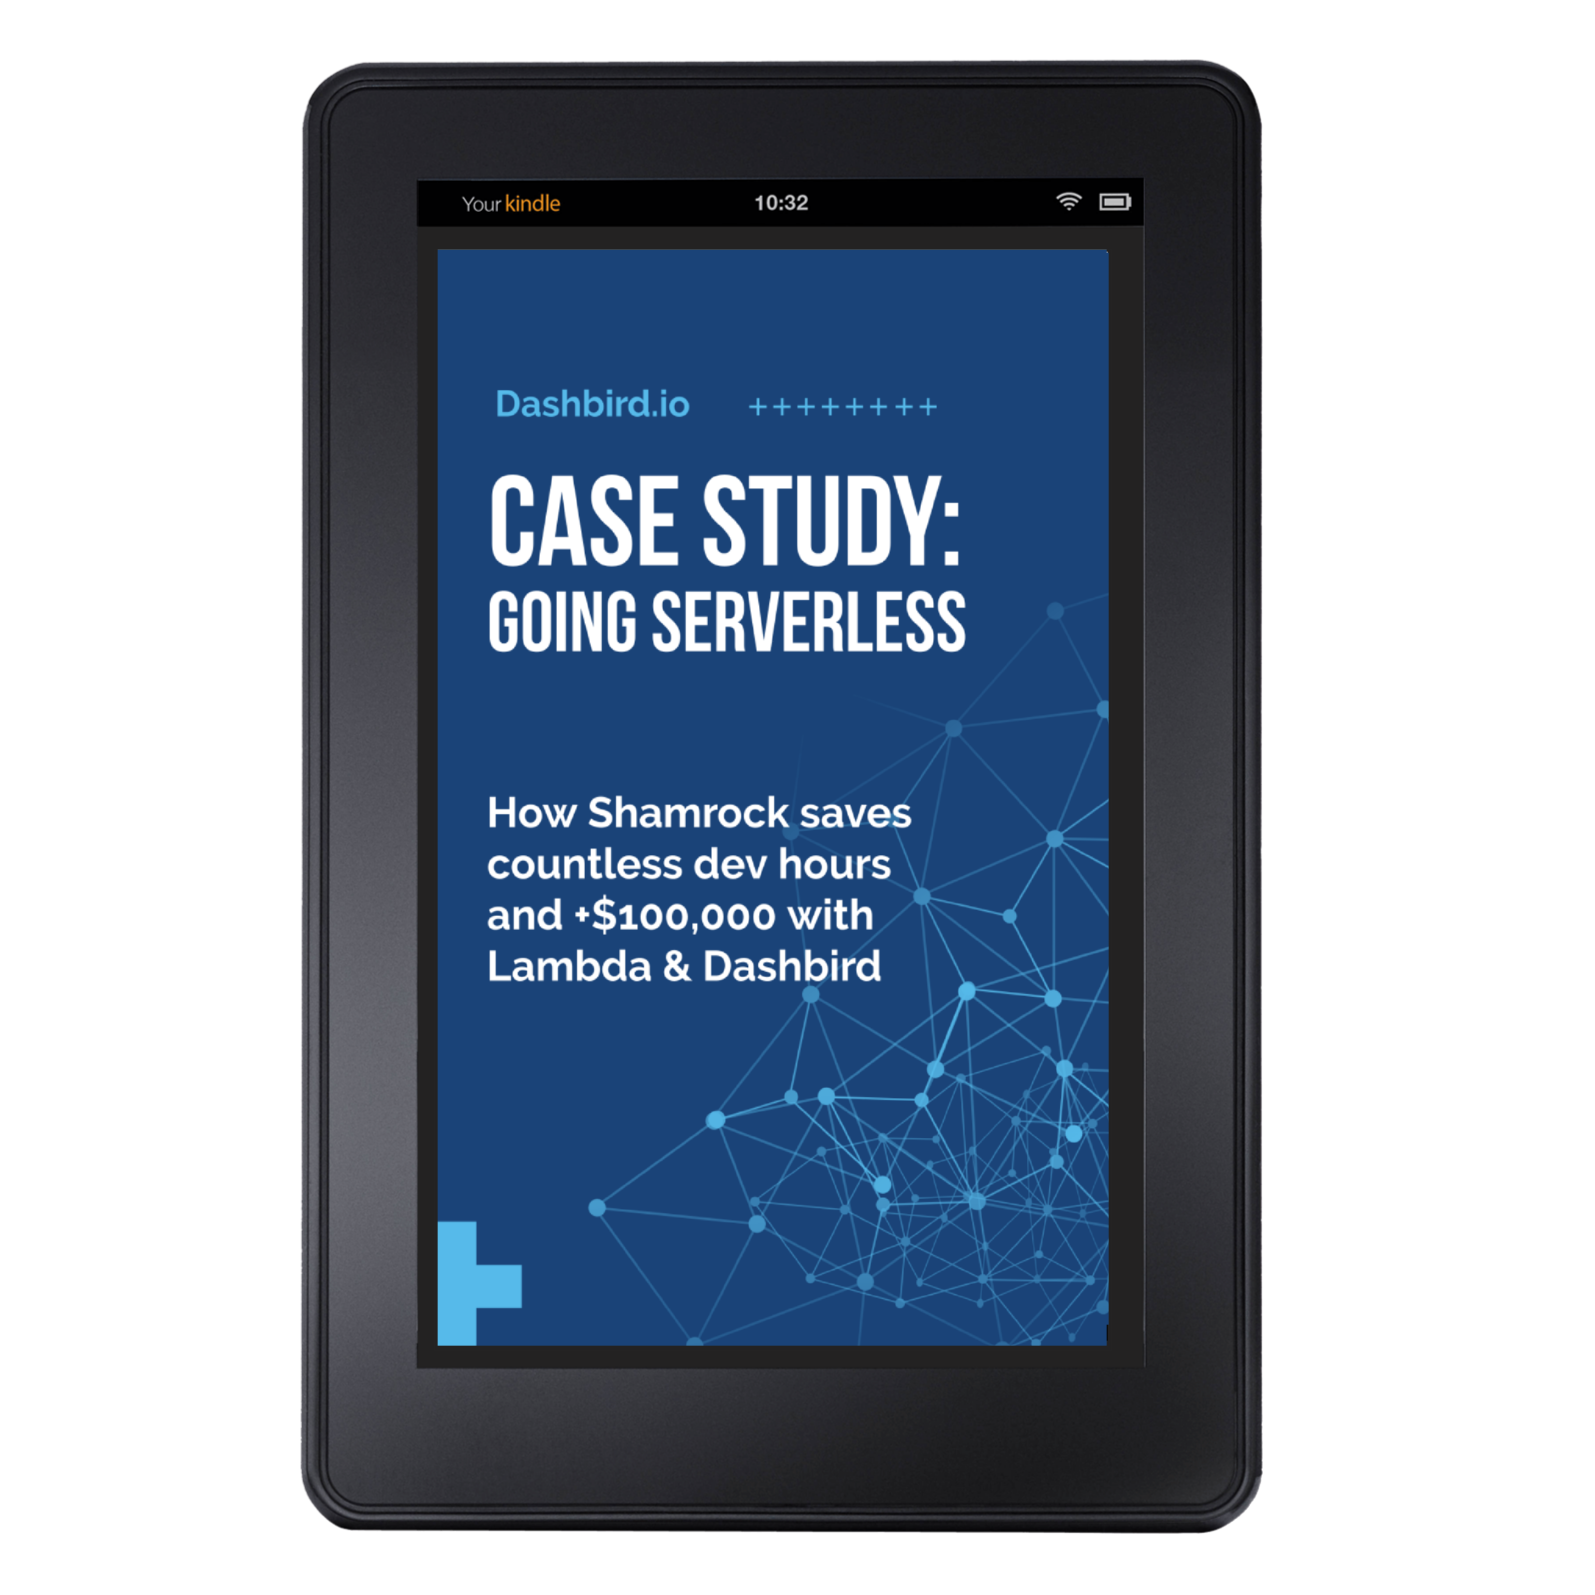 Your kindle 10:32
Dashbird.io ++++++++
CASE STUDY:
GOING SERVERLESS
How Shamrock saves
countless dev hours
and +$100,000 with
Lambda & Dashbird